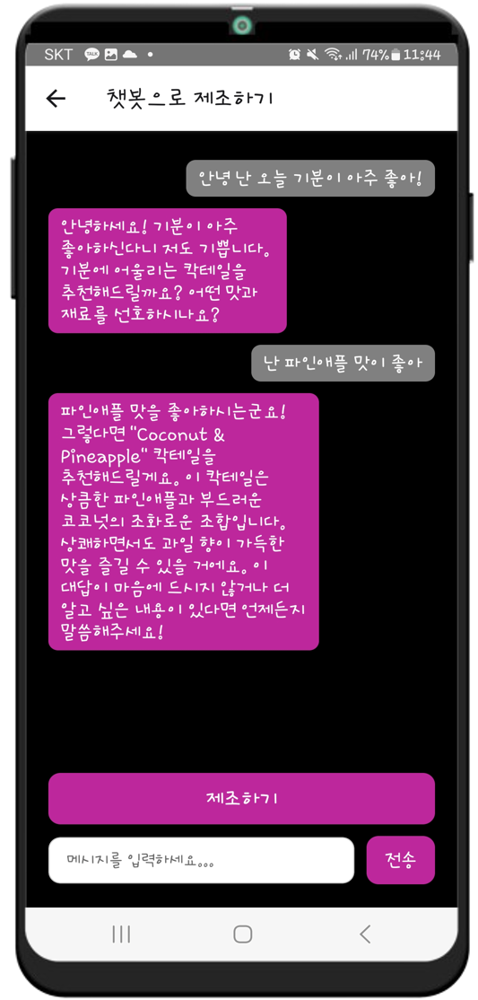 SKT TALK 74% 11:44
챗봇으로 제조하기
안녕 난 오늘 기분이 아주 좋아!
안녕하세요! 기분이 아주
좋아하신다니 저도 기쁩니다.
기분에 어울리는 칵테일을
추천해드릴까요? 어떤 맛과
재료를 선호하시나요?
난 파인애플 맛이 좋아
파인애플 맛을 좋아하시는군요!
그렇다면 "Coconut &
Pineapple" 칵테일을
추천해드릴게요. 이 칵테일은
상큼한 파인애플과 부드러운
코코넛의 조화로운 조합입니다.
상쾌하면서도 과일 향이 가득한
맛을 즐길 수 있을 거에요. 이
대답이 마음에 드시지 않거나 더
알고 싶은 내용이 있다면 언제든지
말씀해주세요!
제조하기
메시지를 입력하세요...
전송